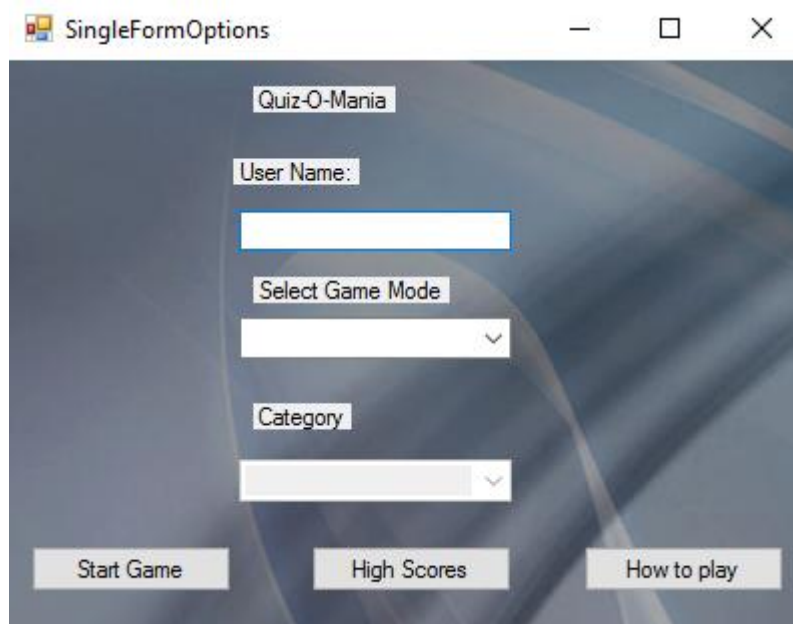 SingleFormOptions
Quiz-O-Mania
User Name:
Select Game Mode
Category
Start Game
High Scores
How to play